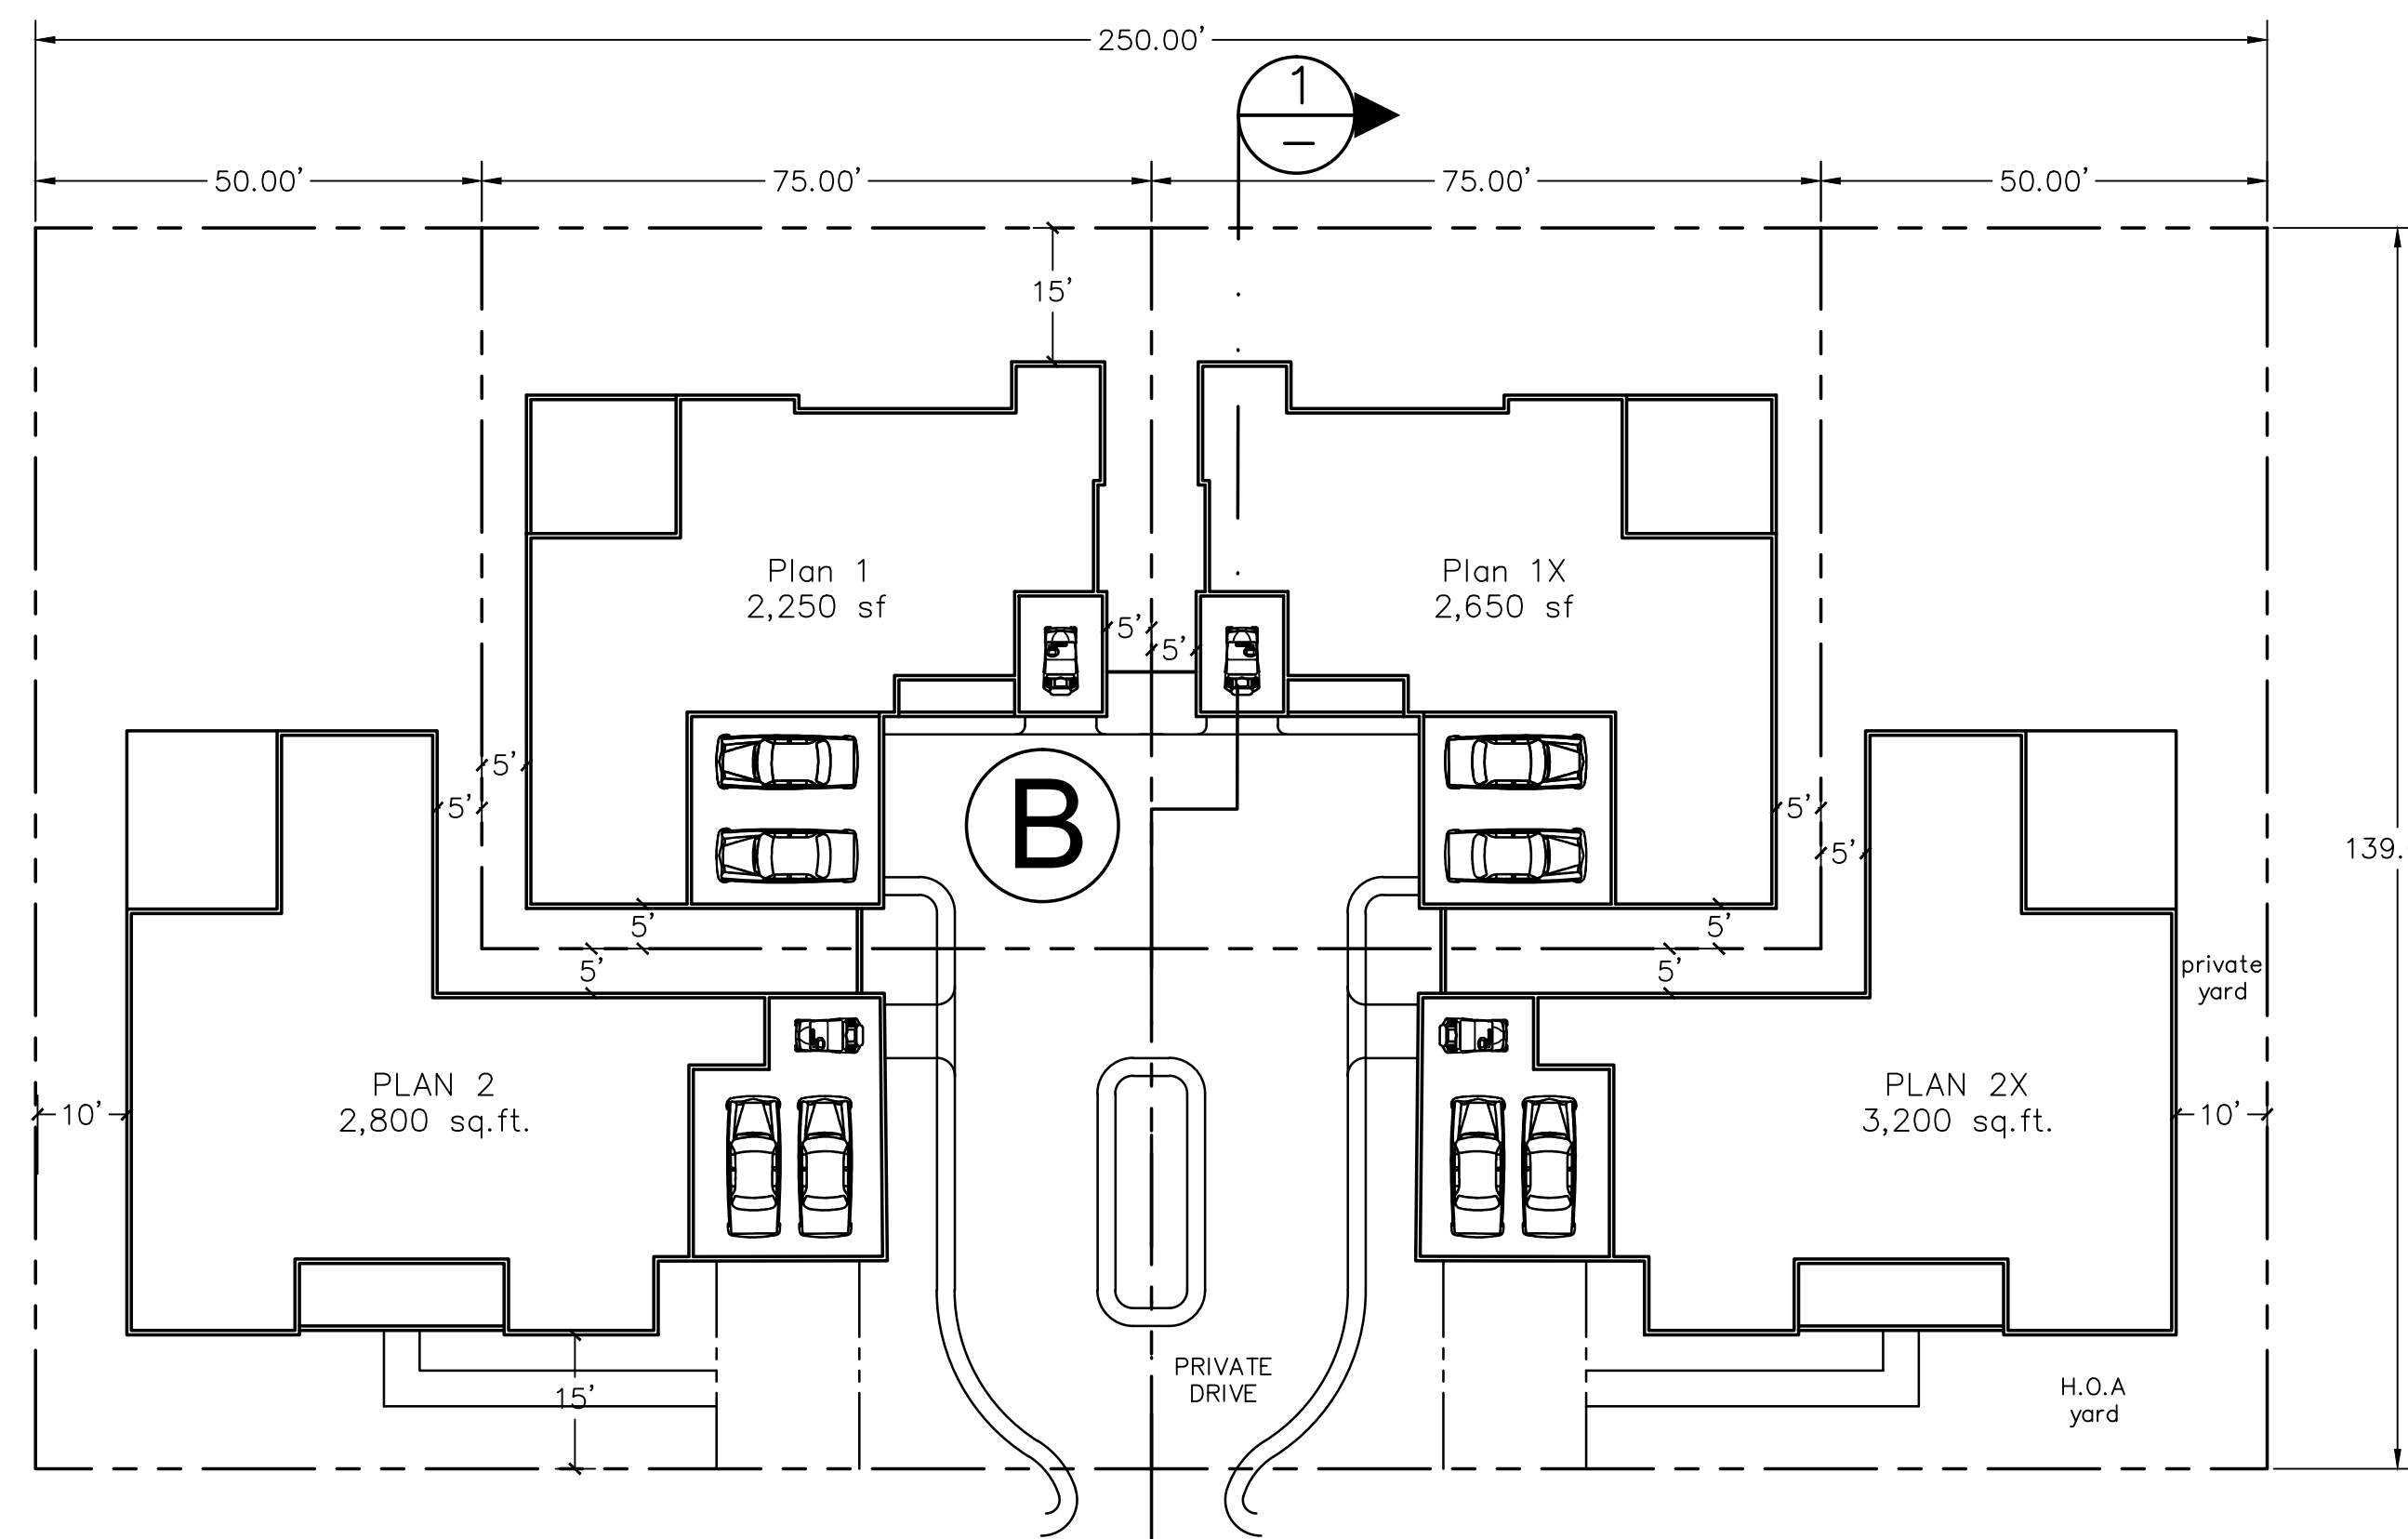 250.00'
1
50.00'
75.00'
75.00'
50.00'
15'
Plan 1
2,250 sf
Plan 1X
2,650 sf
5'
5'
5'
5'
5'
5'
B
139.
5'
5'
5'
5'
private
yard
PLAN 2
2,800 sq.ft.
PLAN 2X
3,200 sq.ft.
10'
10'
PRIVATE
DRIVE
15'
H.O.A
yard